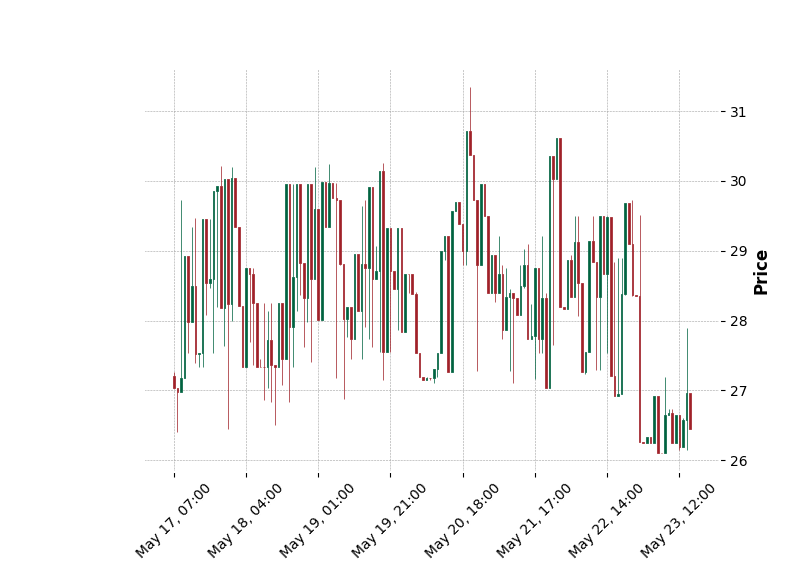 31
30
29
28
27
26
Price
May 17, 07:00
May 18, 04:00
May 19, 01:00
May 19, 21:00
May 20, 18:00
May 21, 17:00
May 22, 14:00
May 23, 12:00